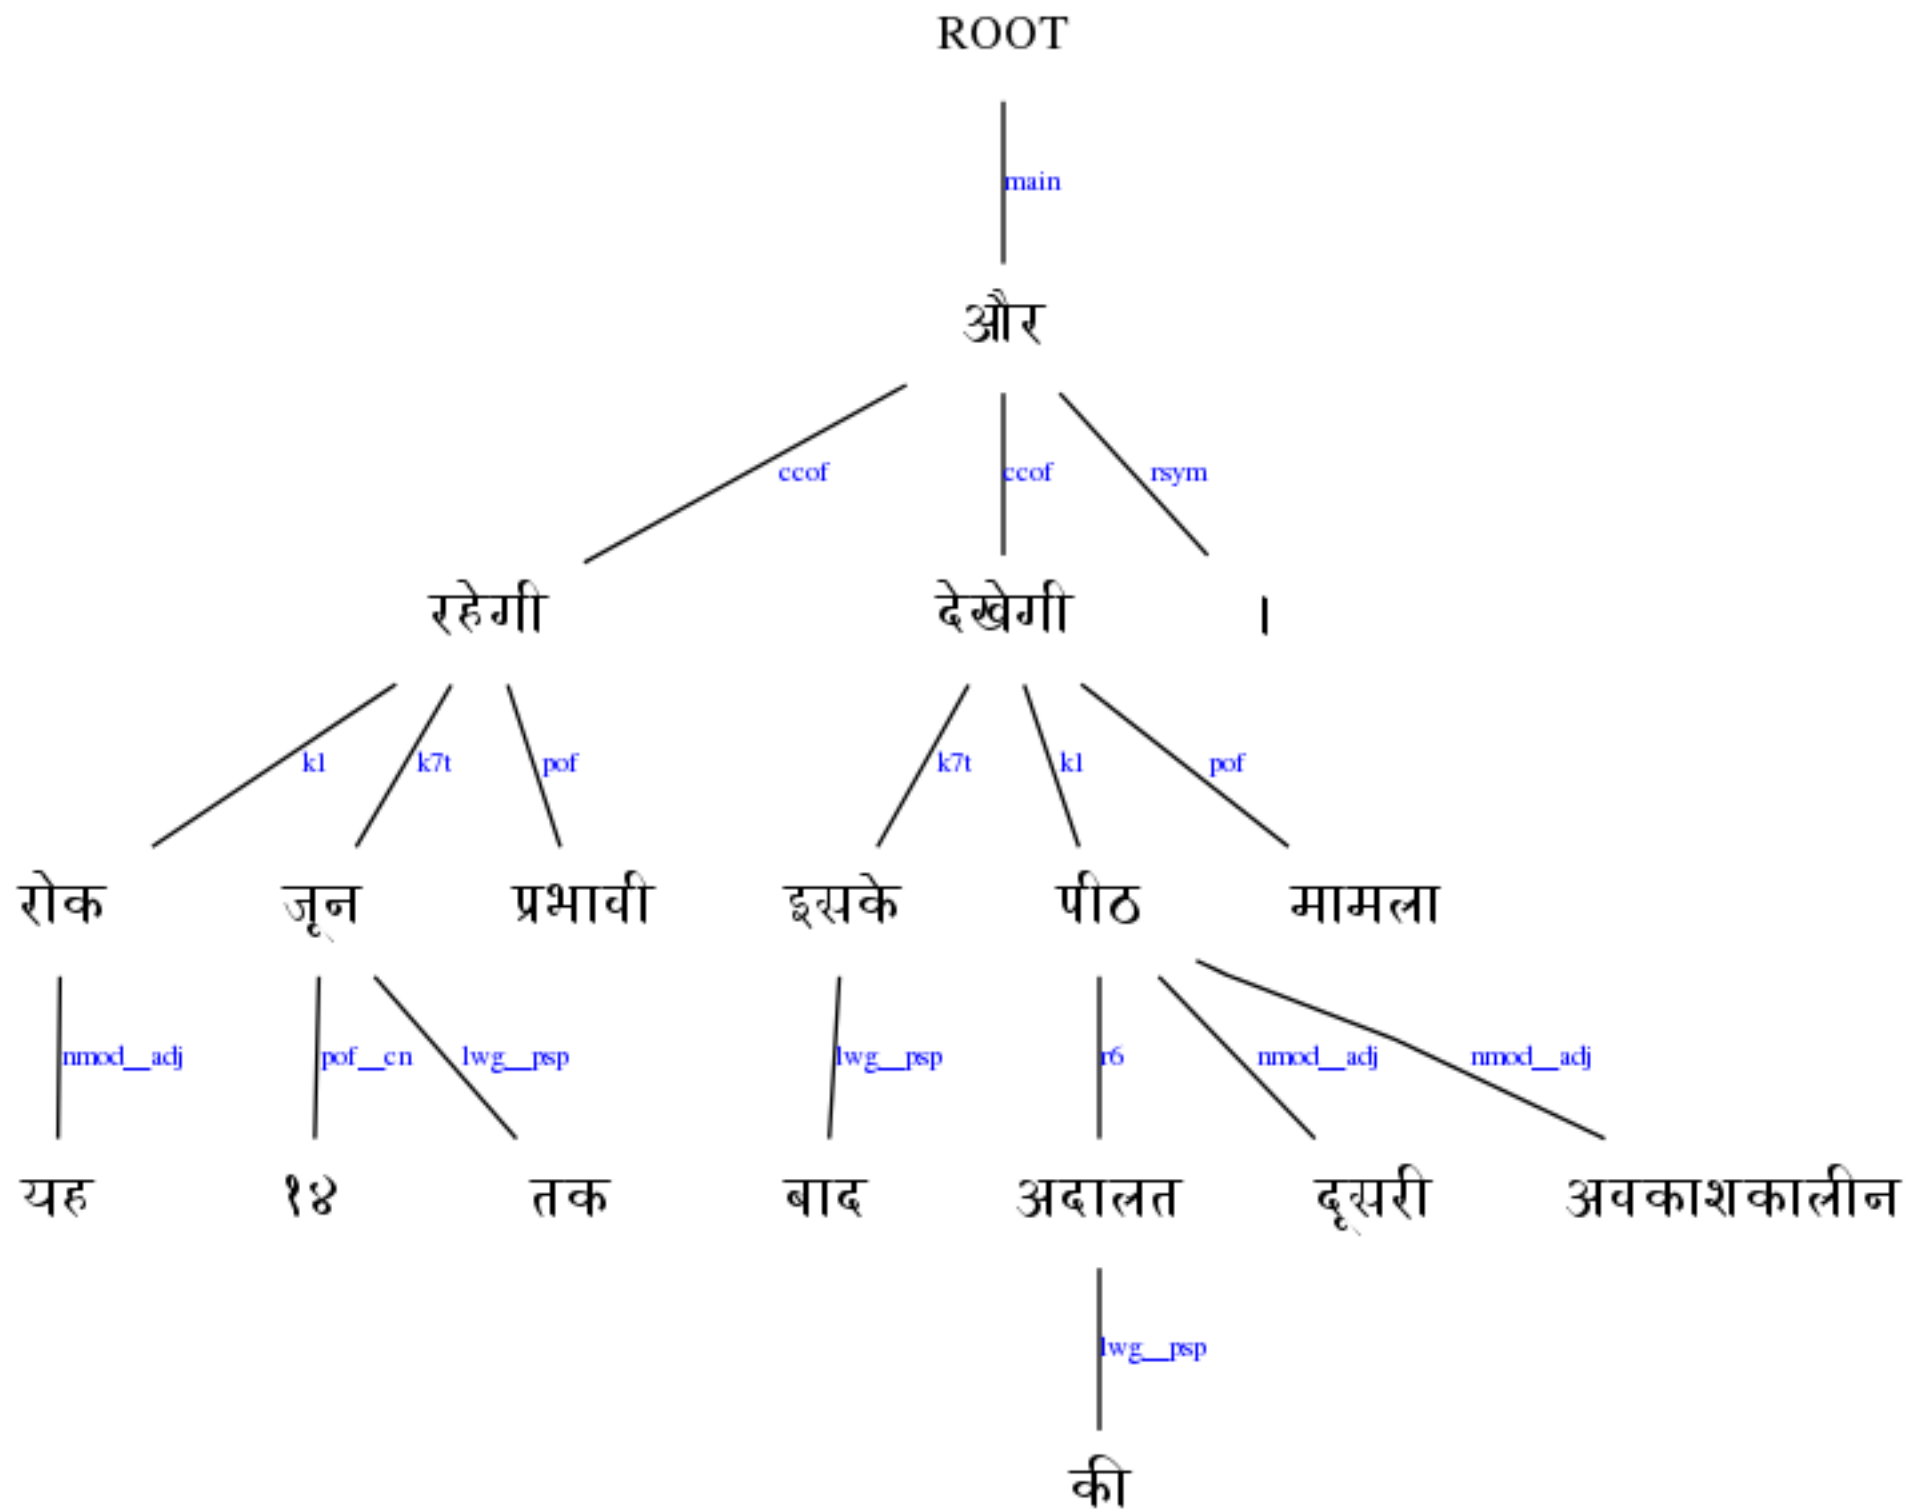 ROOT
main
और
ccof ccof rsym
रहेगी देखेगी ।
k1 k7t pof k7t k1 pof
रोक जून प्रभावी इसके पीठ मामला
nmod__adj pof__cn lwg__psp lwg__psp r6 nmod__adj nmod__adj
यह १४ तक बाद अदालत दूसरी अवकाशकालीन
lwg__psp
की